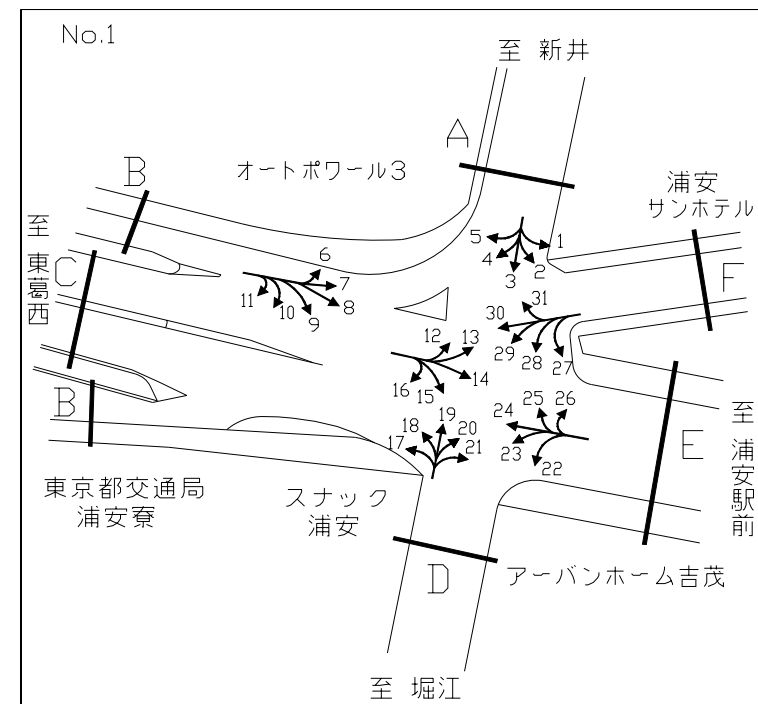 No.1
至 新井
A
オートポワール3
B
浦安
サンホテル
至 東葛西
C
F
5
4
3
2
1
6
7
8
9
10
11
31
30
29
28
27
12
13
14
15
16
26
25
24
23
22
19
18
20
17
21
B
E
至 浦安駅前
東京都交通局
浦安寮
スナック
浦安
D
アーバンホーム吉茂
至 堀江